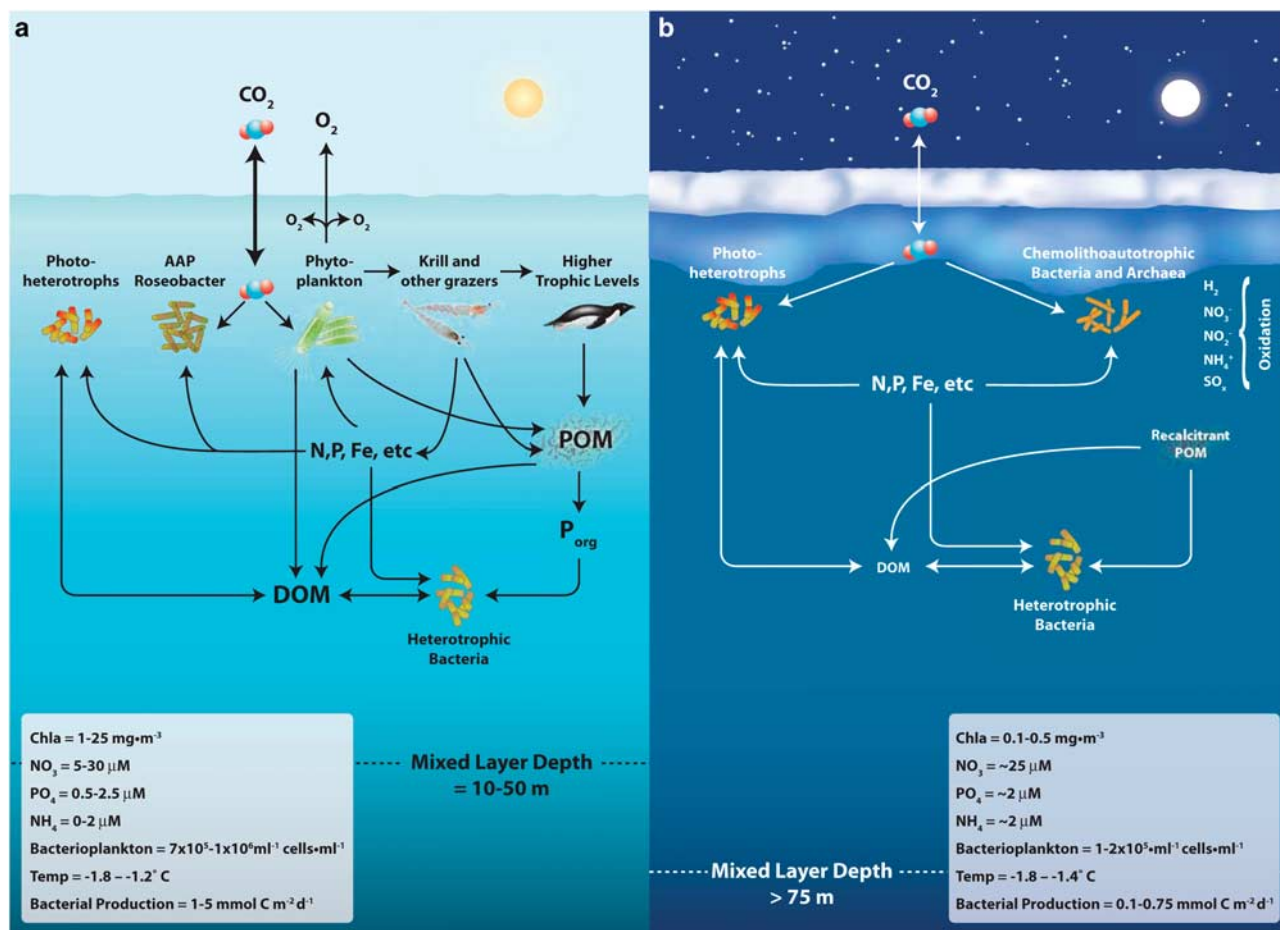 a
CO₂
O₂
O₂ O₂
Photo-
heterotrophs
AAP
Roseobacter
Phyto-
plankton
Krill and
other grazers
Higher
Trophic Levels
N,P, Fe, etc
POM
P org
DOM
Heterotrophic
Bacteria
Chla = 1-25 mg•m⁻³
NO₃ = 5-30 μM
PO₄ = 0.5-2.5 μM
NH₄ = 0-2 μM
Bacterioplankton = 7x10⁵-1x10⁶ml⁻¹ cells•ml⁻¹
Temp = -1.8 – -1.2° C
Bacterial Production = 1-5 mmol C m⁻² d⁻¹
Mixed Layer Depth
= 10-50 m
b
CO₂
Photo-
heterotrophs
Chemolithoautotrophic
Bacteria and Archaea
H₂
NO₃⁻
NO₂⁻
NH₄⁺
SOₓ
Oxidation
N,P, Fe, etc
Recalcitrant
POM
DOM
Heterotrophic
Bacteria
Mixed Layer Depth
> 75 m
Chla = 0.1-0.5 mg•m⁻³
NO₃ = ~25 μM
PO₄ = ~2 μM
NH₄ = ~2 μM
Bacterioplankton = 1-2x10⁵•ml⁻¹ cells•ml⁻¹
Temp = -1.8 – -1.4° C
Bacterial Production = 0.1-0.75 mmol C m⁻² d⁻¹